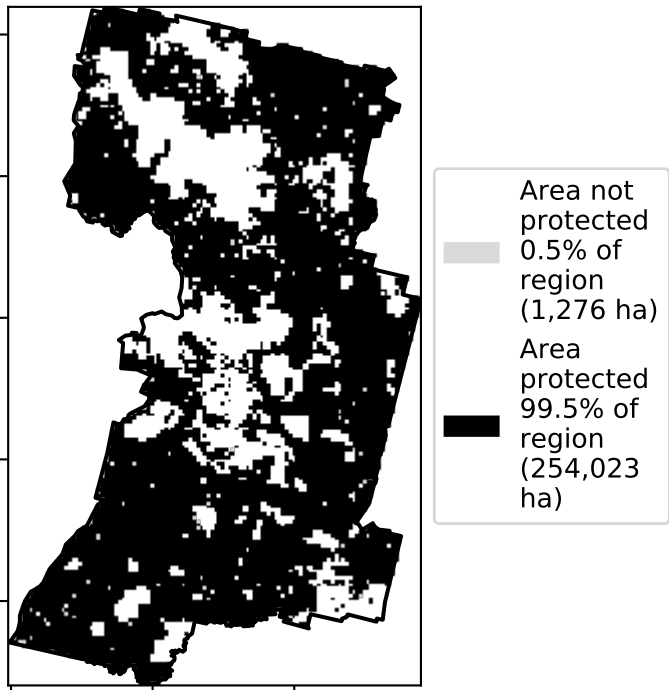 Area not
protected
0.5% of
region
(1,276 ha)
Area
protected
99.5% of
region
(254,023
ha)